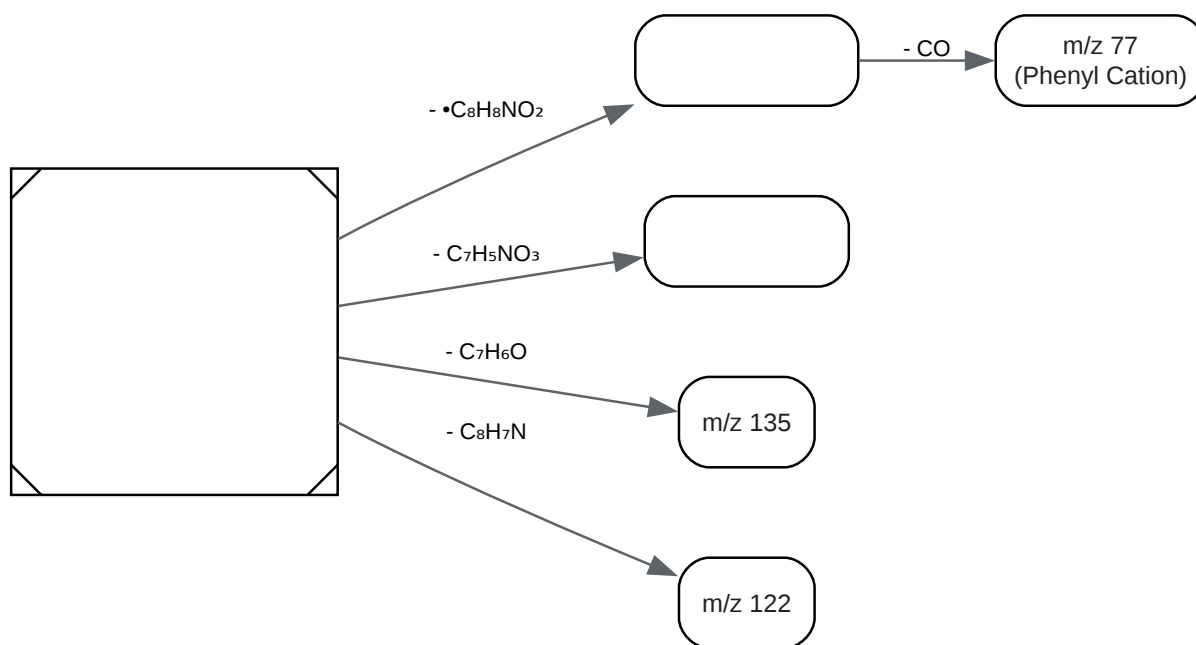 - CO
m/z 77
(Phenyl Cation)
- •C₈H₈NO₂
- C₇H₅NO₃
- C₇H₆O
m/z 135
- C₈H₇N
m/z 122